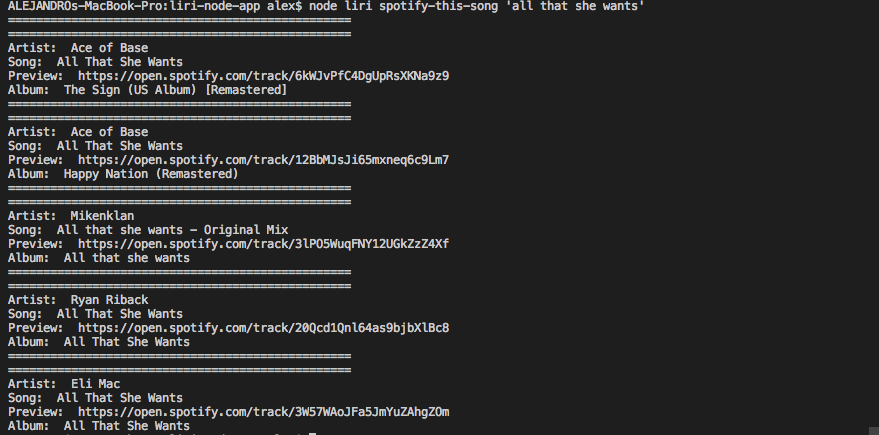 ALEJANDROs-MacBook-Pro:liri-node-app alex$ node liri spotify-this-song 'all that she wants'
=================================================
=================================================
Artist:  Ace of Base
Song:  All That She Wants
Preview:  https://open.spotify.com/track/6kWJvPfC4DgUpRsXKNa9z9
Album:  The Sign (US Album) [Remastered]
=================================================
=================================================
Artist:  Ace of Base
Song:  All That She Wants
Preview:  https://open.spotify.com/track/12BbMJsJi65mxneq6c9Lm7
Album:  Happy Nation (Remastered)
=================================================
=================================================
Artist:  Mikenklan
Song:  All that she wants - Original Mix
Preview:  https://open.spotify.com/track/3lPO5WuqFNY12UGkZzZ4Xf
Album:  All that she wants
=================================================
=================================================
Artist:  Ryan Riback
Song:  All That She Wants
Preview:  https://open.spotify.com/track/20Qcd1Qnl64as9bjbXlBc8
Album:  All That She Wants
=================================================
=================================================
Artist:  Eli Mac
Song:  All That She Wants
Preview:  https://open.spotify.com/track/3W57WAoJFa5JmYuZAhgZOm
Album:  All That She Wants